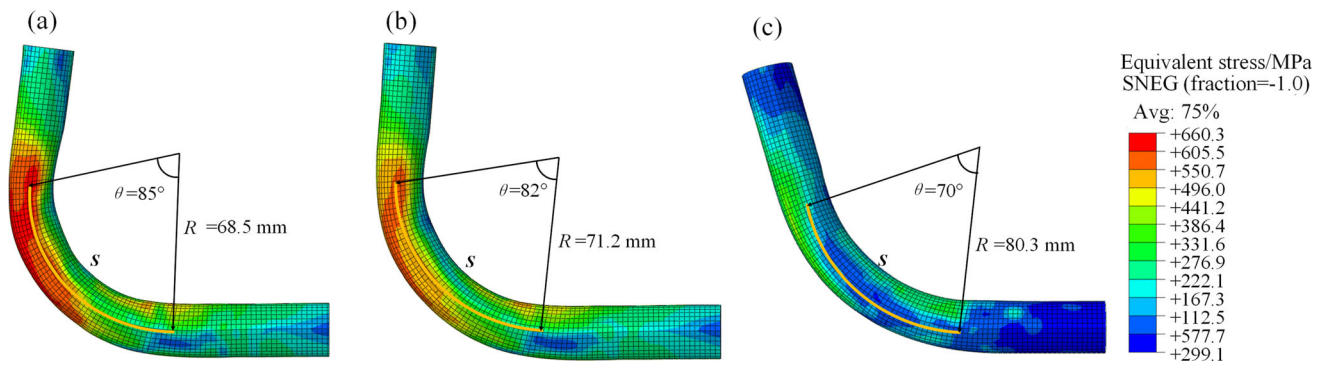 (a)
(b)
(c)
θ=85°
R =68.5 mm
s
θ=82°
R =71.2 mm
s
θ=70°
R =80.3 mm
s
Equivalent stress/MPa
SNEG (fraction=-1.0)
Avg: 75%
+660.3
+605.5
+550.7
+496.0
+441.2
+386.4
+331.6
+276.9
+222.1
+167.3
+112.5
+577.7
+299.1